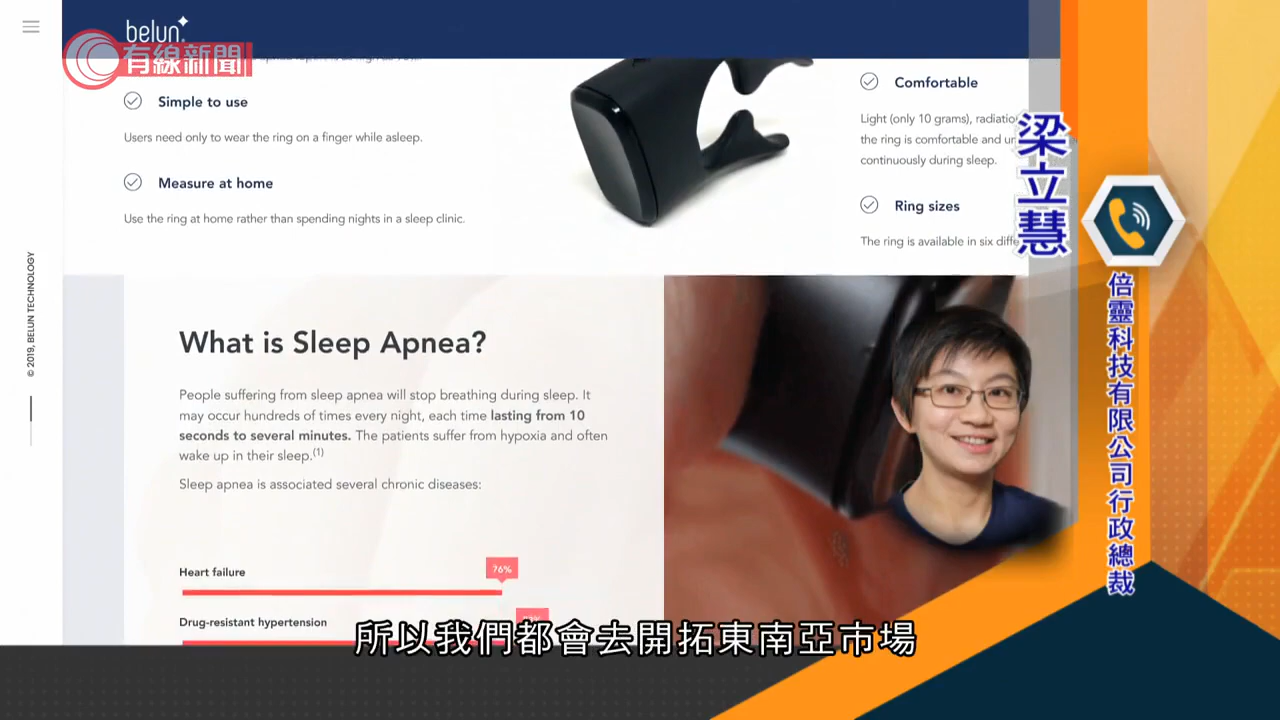 belun
有線新聞
Simple to use
Users need only to wear the ring on a finger while asleep.
Measure at home
Use the ring at home rather than spending nights in a sleep clinic.
Comfortable
Light (only 10 grams), radiation
the ring is comfortable and
continuously during sleep.
Ring sizes
The ring is available in six
梁立慧
倍靈科技有限公司行政總裁
© 2019, BELUN TECHNOLOGY
What is Sleep Apnea?
People suffering from sleep apnea will stop breathing during sleep. It
may occur hundreds of times every night, each time lasting from 10
seconds to several minutes. The patients suffer from hypoxia and often
wake up in their sleep.(1)
Sleep apnea is associated several chronic diseases:
Heart failure
76%
Drug-resistant hypertension
所以我們都會去開拓東南亞市場